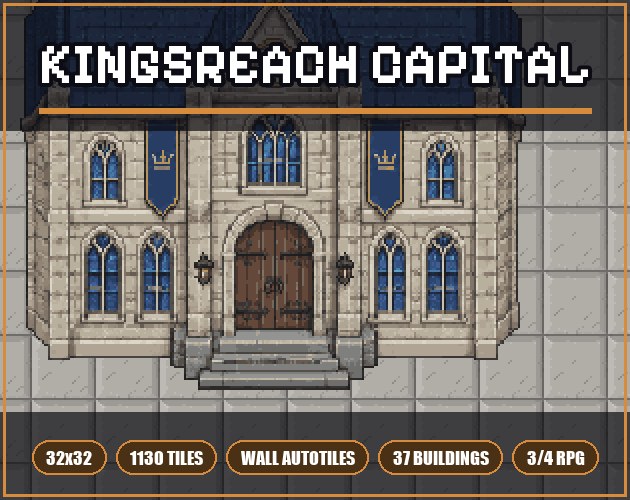 KINGSREACH CAPITAL
32x32
1130 TILES
WALL AUTOTILES
37 BUILDINGS
3/4 RPG